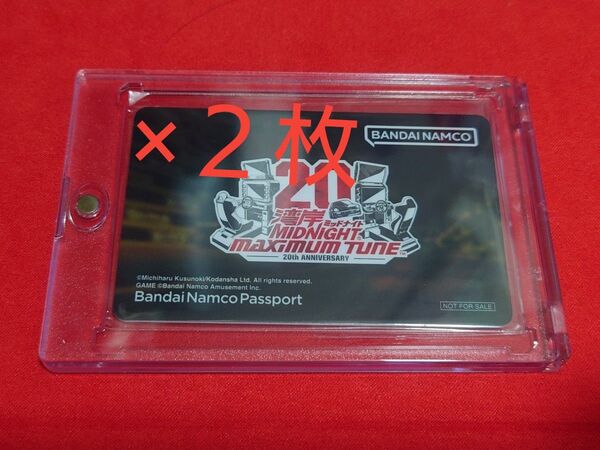 ×２枚
BANDAI NAMCO
20
湾岸
ミッドナイト
MIDNIGHT
MAXIMUM TUNE™
20th ANNIVERSARY
©Michiharu Kusunoki/Kodansha Ltd. All rights reserved.
GAME ©Bandai Namco Amusement Inc.
Bandai Namco Passport
NOT FOR SALE